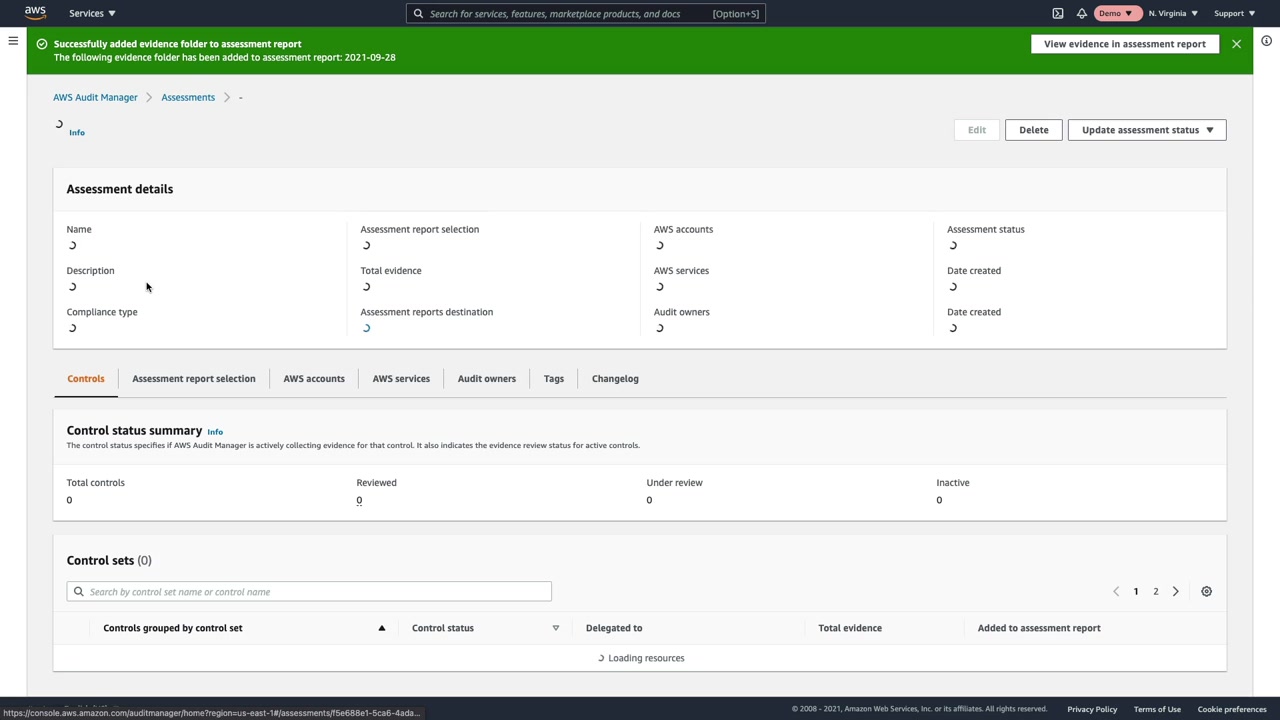 aws
Services
Search for services, features, marketplace products, and docs [Option+S]
Demo
N. Virginia
Support
Successfully added evidence folder to assessment report
The following evidence folder has been added to assessment report: 2021-09-28
View evidence in assessment report
AWS Audit Manager
Assessments
-
Info
Edit
Delete
Update assessment status
Assessment details
Name
Assessment report selection
AWS accounts
Assessment status
Description
Total evidence
AWS services
Date created
Compliance type
Assessment reports destination
Audit owners
Date created
Controls
Assessment report selection
AWS accounts
AWS services
Audit owners
Tags
Changelog
Control status summary Info
The control status specifies if AWS Audit Manager is actively collecting evidence for that control. It also indicates the evidence review status for active controls.
Total controls
Reviewed
Under review
Inactive
0
0
0
0
Control sets (0)
Search by control set name or control name
1
2
Controls grouped by control set
Control status
Delegated to
Total evidence
Added to assessment report
Loading resources
https://console.aws.amazon.com/auditmanager/home?region=us-east-1#/assessments/f5e688e1-5ca6-4ada...
© 2008 - 2021, Amazon Web Services, Inc. or its affiliates. All rights reserved.
Privacy Policy
Terms of Use
Cookie preferences